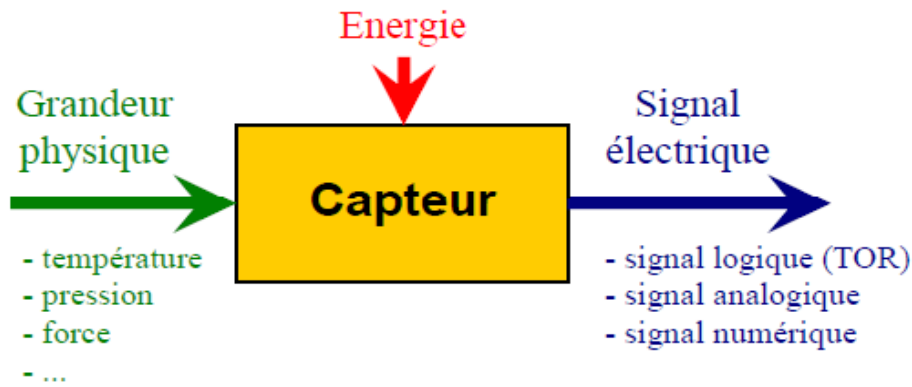 Energie
Grandeur
physique
Capteur
Signal
électrique
- température
- pression
- force
- ...
- signal logique (TOR)
- signal analogique
- signal numérique